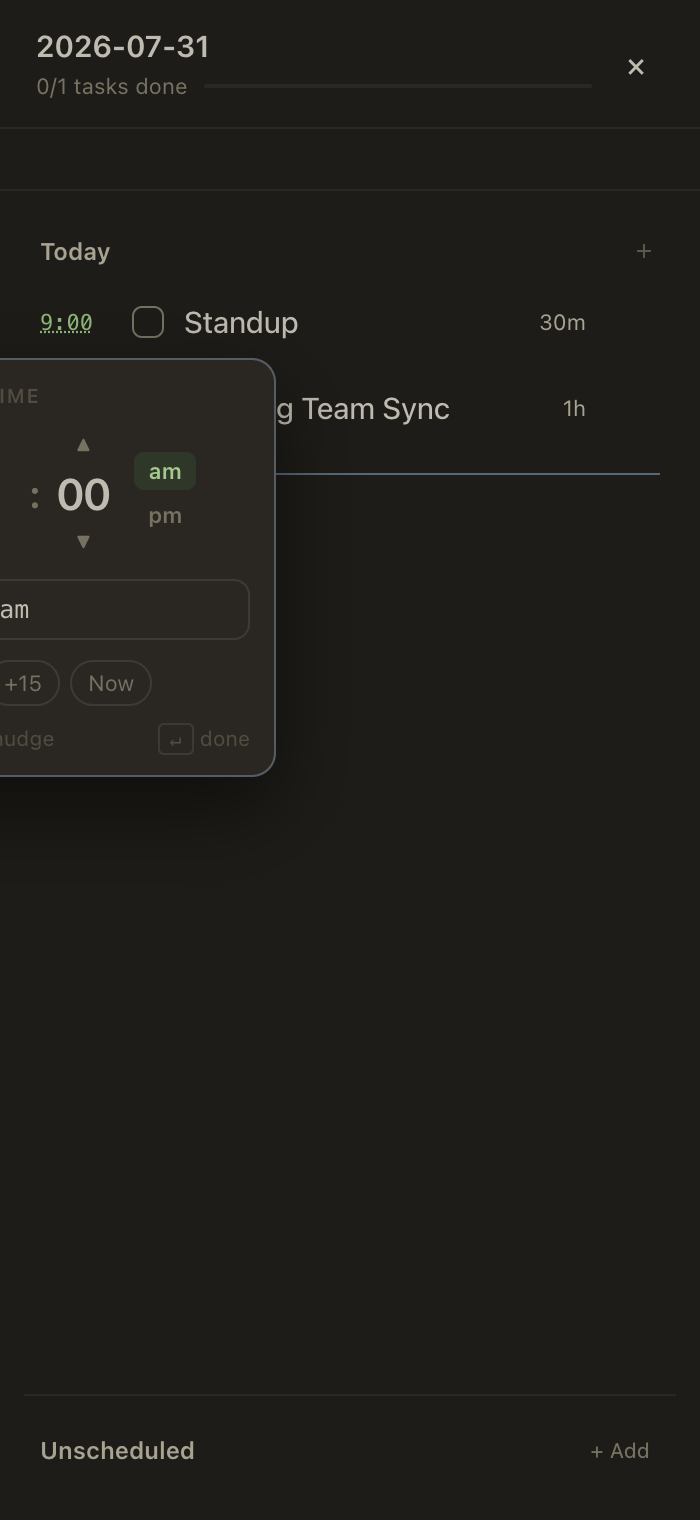 2026-07-31
×
0/1 tasks done
Today +
9:00 Standup 30m
g Team Sync 1h
IME
▲
: 00
am
pm
▼
am
+15 Now
nudge ↵ done
Unscheduled + Add